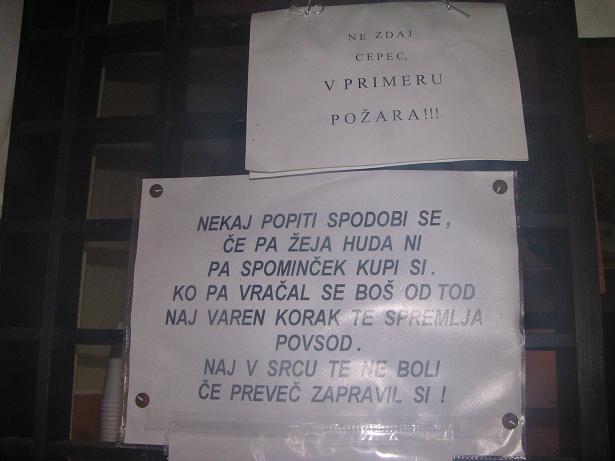 NE ZDAJ
CEPEC,
V PRIMERU
POŽARA!!!
NEKAJ POPITI SPODOBI SE,
ČE PA ŽEJA HUDA NI
PA SPOMINČEK KUPI SI.
KO PA VRAČAL SE BOŠ OD TOD
NAJ VAREN KORAK TE SPREMLJA
POVSOD.
NAJ V SRCU TE NE BOLI
ČE PREVEČ ZAPRAVIL SI !